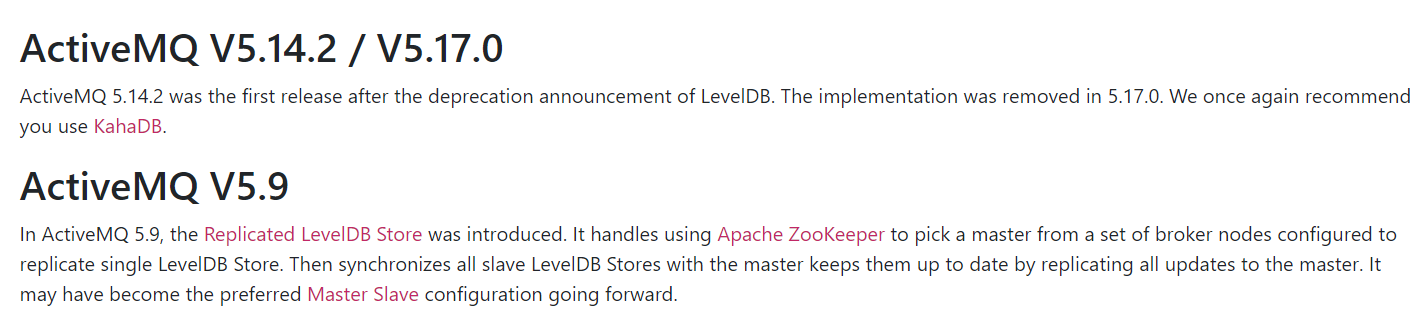 ActiveMQ V5.14.2 / V5.17.0
ActiveMQ 5.14.2 was the first release after the deprecation announcement of LevelDB. The implementation was removed in 5.17.0. We once again recommend
you use KahaDB.
ActiveMQ V5.9
In ActiveMQ 5.9, the Replicated LevelDB Store was introduced. It handles using Apache ZooKeeper to pick a master from a set of broker nodes configured to
replicate single LevelDB Store. Then synchronizes all slave LevelDB Stores with the master keeps them up to date by replicating all updates to the master. It
may have become the preferred Master Slave configuration going forward.